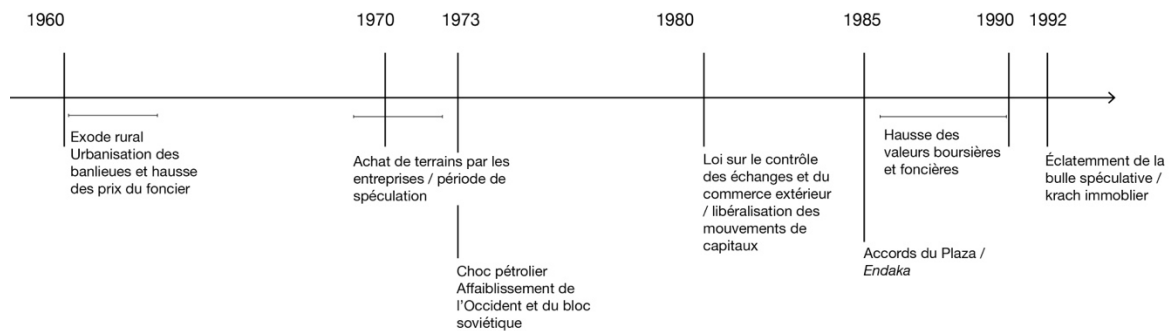 1960
1970
1973
1980
1985
1990
1992
Exode rural
Urbanisation des
banlieues et hausse
des prix du foncier
Achat de terrains par les
entreprises / période de
spéculation
Choc pétrolier
Affaiblissement de
l'Occident et du bloc
soviétique
Loi sur le contrôle
des échanges et du
commerce extérieur
/ libéralisation des
mouvements de
capitaux
Accords du Plaza /
Endaka
Hausse des
valeurs boursières
et foncières
Éclatemment de la
bulle spéculative /
krach immoblier